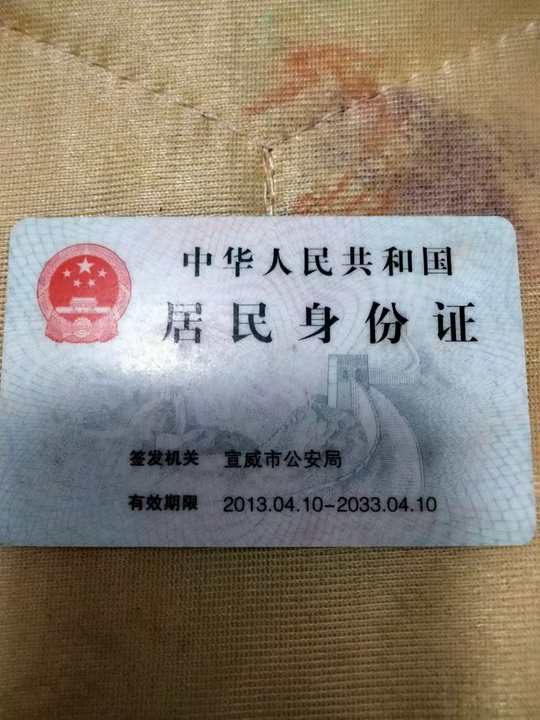 中华人民共和国
居民身份证
签发机关 宣威市公安局
有效期限 2013.04.10-2033.04.10